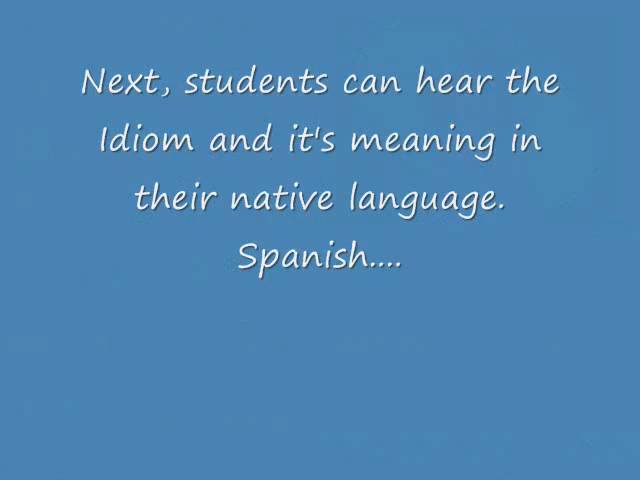 Next, students can hear the
Idiom and it's meaning in
their native language.
Spanish....